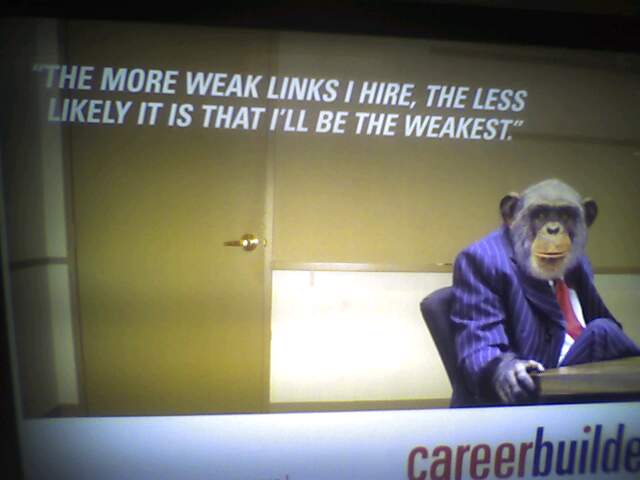 "THE MORE WEAK LINKS I HIRE, THE LESS
LIKELY IT IS THAT I'LL BE THE WEAKEST."
careerbuilde